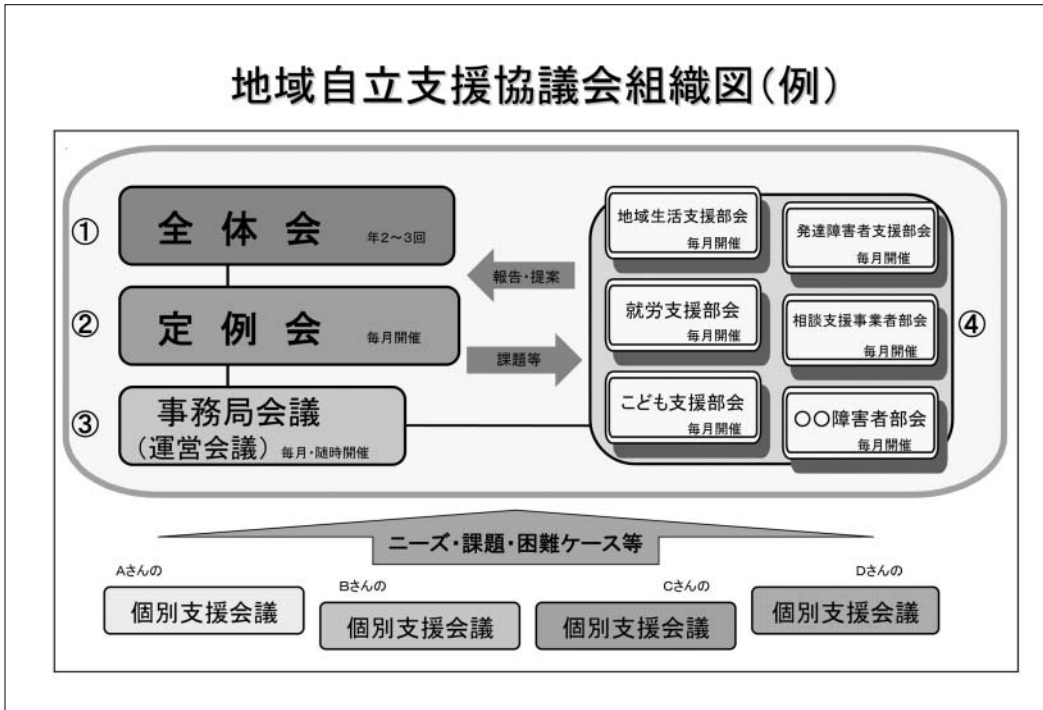 地域自立支援協議会組織図（例）
①
全体会 年２～３回
②
定例会 毎月開催
③
事務局会議
（運営会議） 毎月・随時開催
報告・提案
課題等
地域生活支援部会
毎月開催
発達障害者支援部会
毎月開催
就労支援部会
毎月開催
相談支援事業者部会
毎月開催
④
こども支援部会
毎月開催
〇〇障害者部会
毎月開催
ニーズ・課題・困難ケース等
Aさんの
個別支援会議
Bさんの
個別支援会議
Cさんの
個別支援会議
Dさんの
個別支援会議